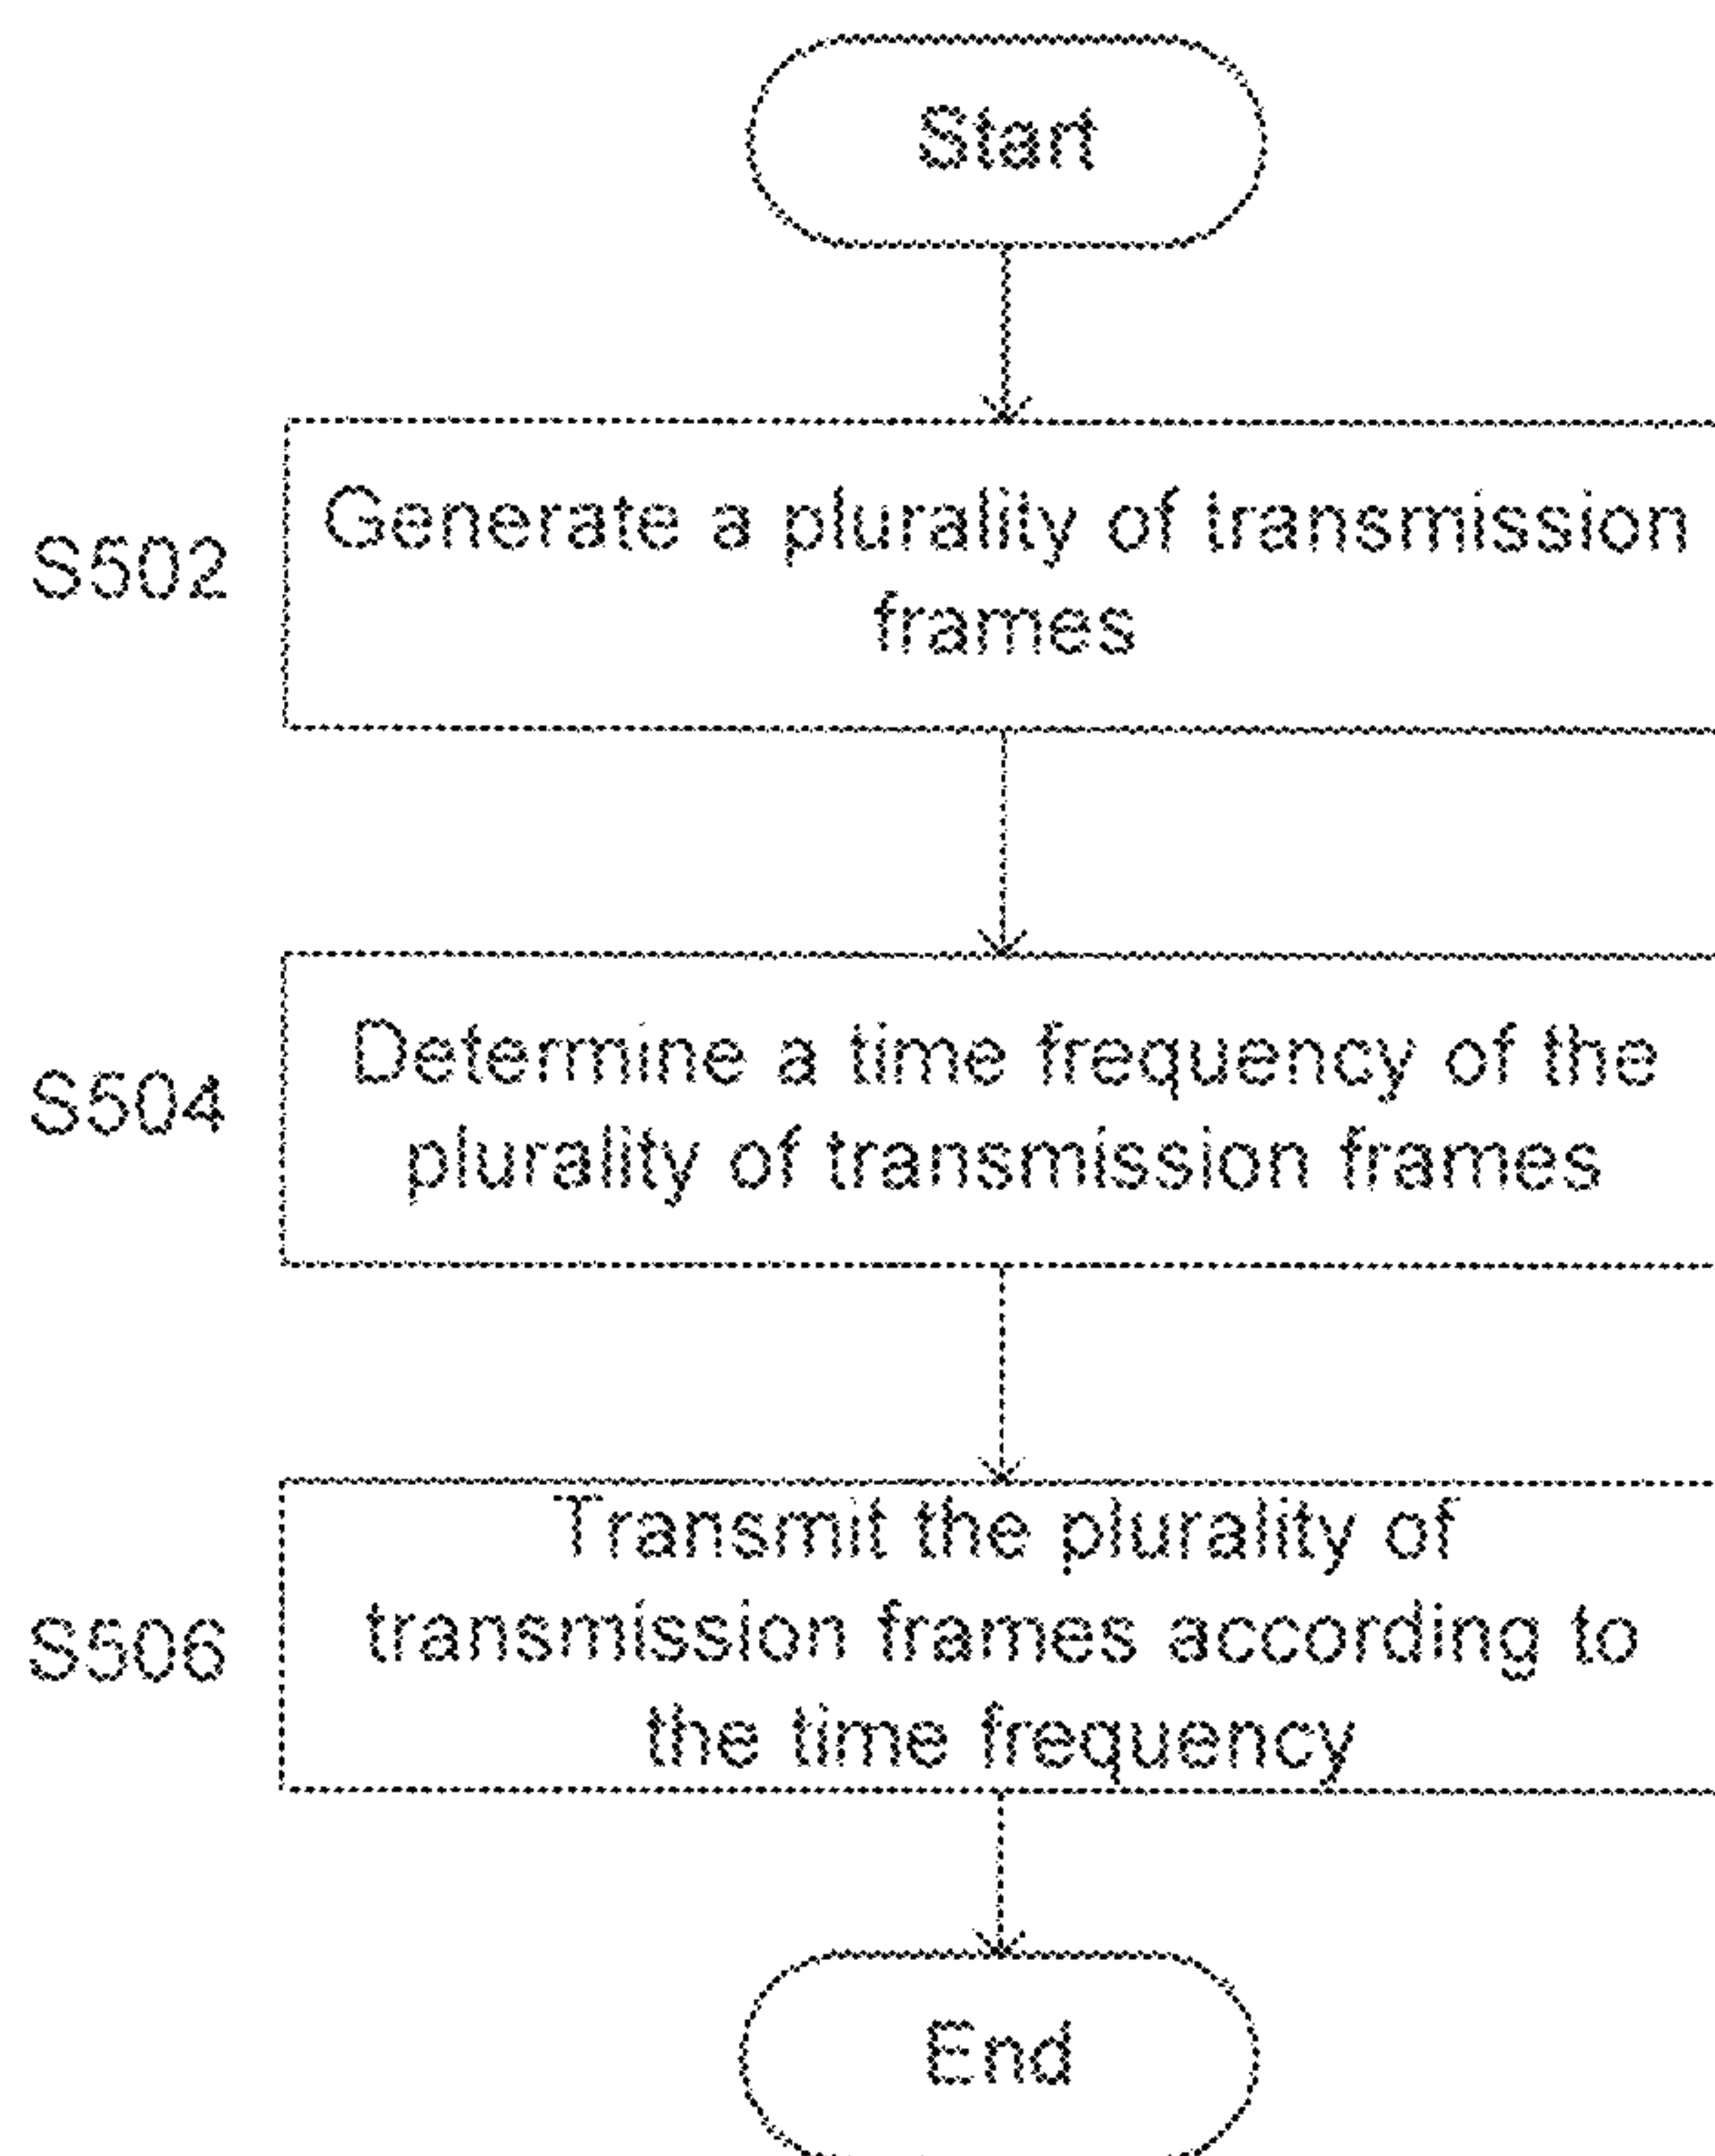 Start
S502
Generate a plurality of transmission
frames
S504
Determine a time frequency of the
plurality of transmission frames
S506
Transmit the plurality of
transmission frames according to
the time frequency
End